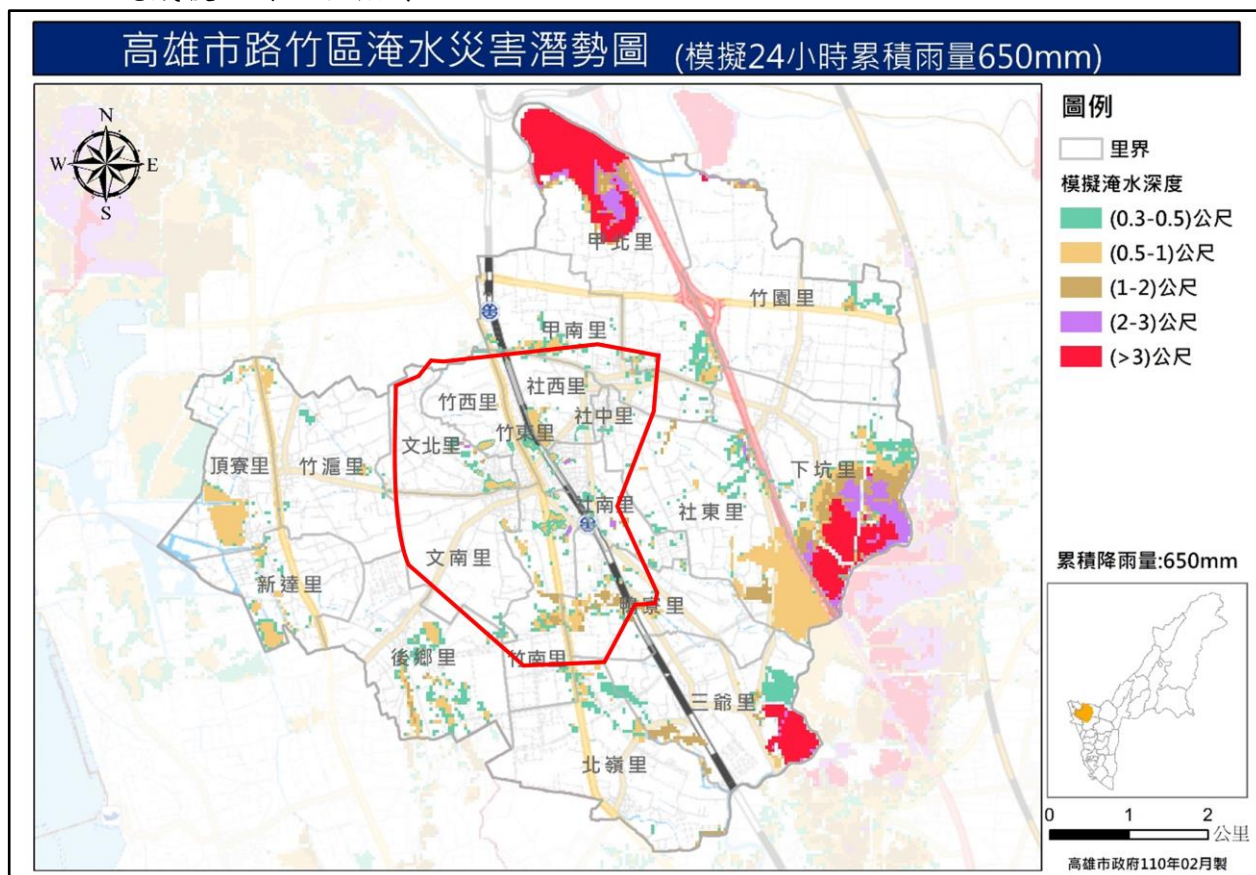 高雄市路竹區淹水災害潛勢圖 (模擬24小時累積雨量650mm)
N
W
E
S
圖例
里界
模擬淹水深度
(0.3-0.5)公尺
(0.5-1)公尺
(1-2)公尺
(2-3)公尺
(>3)公尺
甲北里
竹園里
甲南里
社西里
竹西里
社中里
竹東里
文北里
頂寮里
竹滬里
下坑里
社南里
社東里
文南里
新達里
鴨寮里
後鄉里
竹南里
三爺里
北嶺里
累積降雨量:650mm
0 1 2
公里
高雄市政府110年02月製